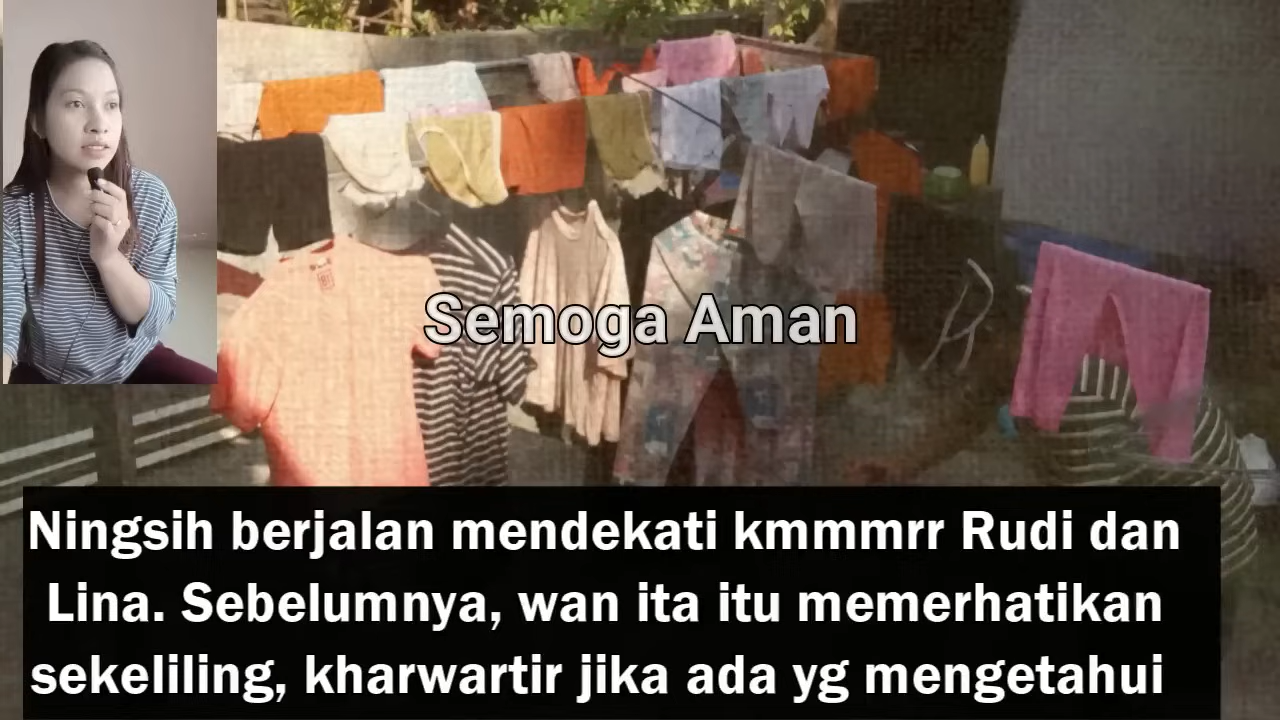 Semoga Aman
Ningsih berjalan mendekati kmmmrr Rudi dan
Lina. Sebelumnya, wan ita itu memerhatikan
sekeliling, kharwartir jika ada yg mengetahui